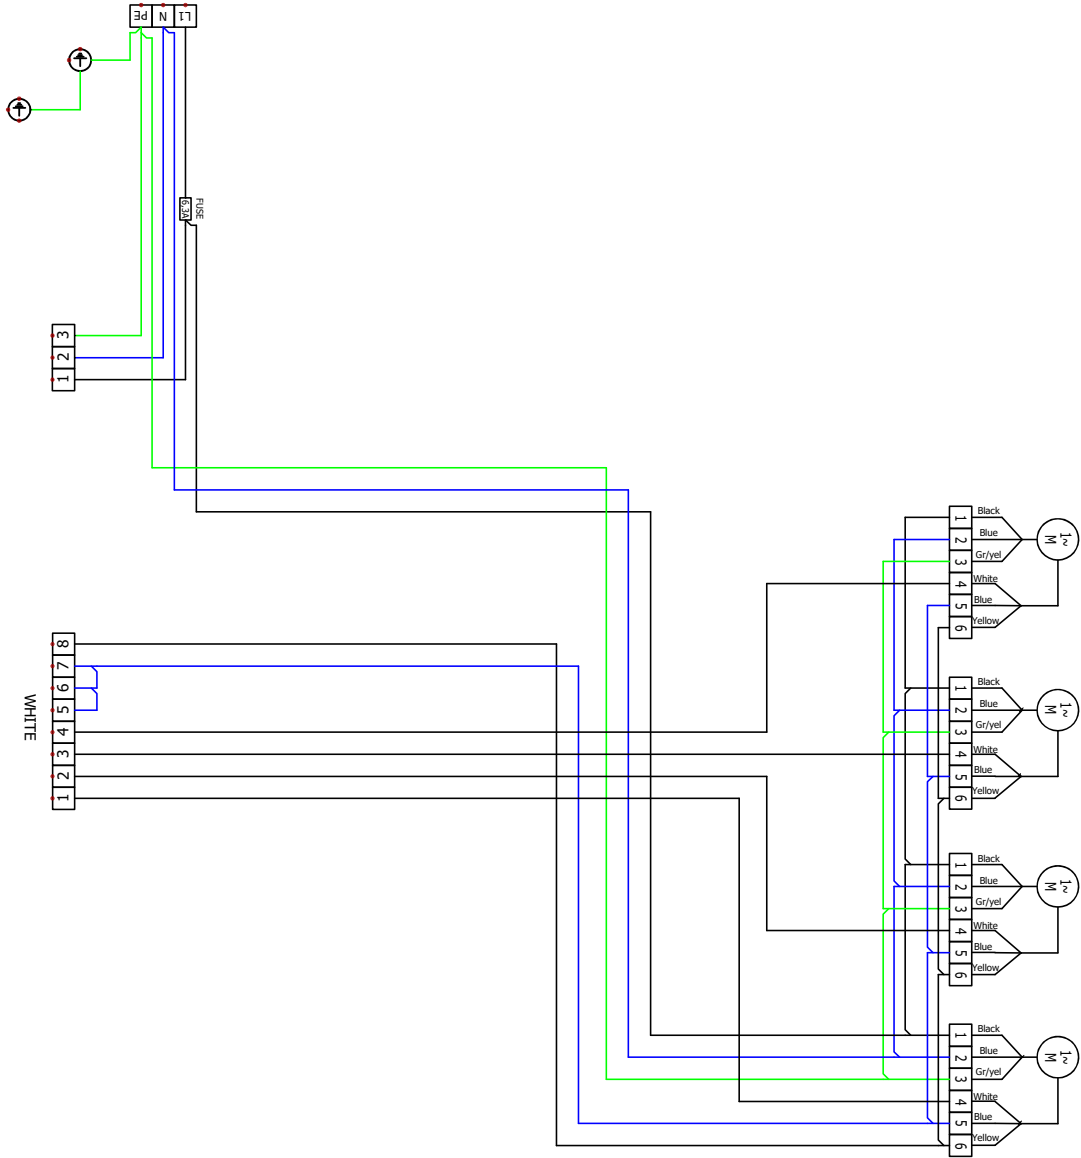 PE N L1
FUSE
6,3A
3
2
1
8
7
6
5
4
3
2
1
WHITE
1 Black
2 Blue
3 Gr/yel
4 White
5 Blue
6 Yellow
1~
M
1 Black
2 Blue
3 Gr/yel
4 White
5 Blue
6 Yellow
1~
M
1 Black
2 Blue
3 Gr/yel
4 White
5 Blue
6 Yellow
1~
M
1 Black
2 Blue
3 Gr/yel
4 White
5 Blue
6 Yellow
1~
M